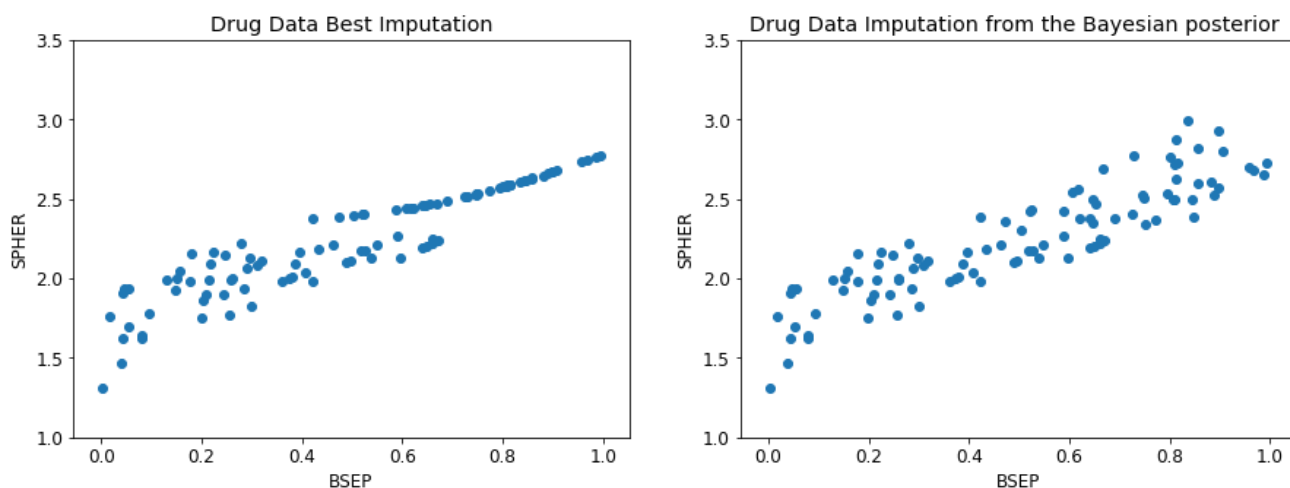 Drug Data Best Imputation
3.5
3.0
2.5
2.0
1.5
1.0
SPHER
0.0 0.2 0.4 0.6 0.8 1.0
BSEP
Drug Data Imputation from the Bayesian posterior
3.5
3.0
2.5
2.0
1.5
1.0
SPHER
0.0 0.2 0.4 0.6 0.8 1.0
BSEP